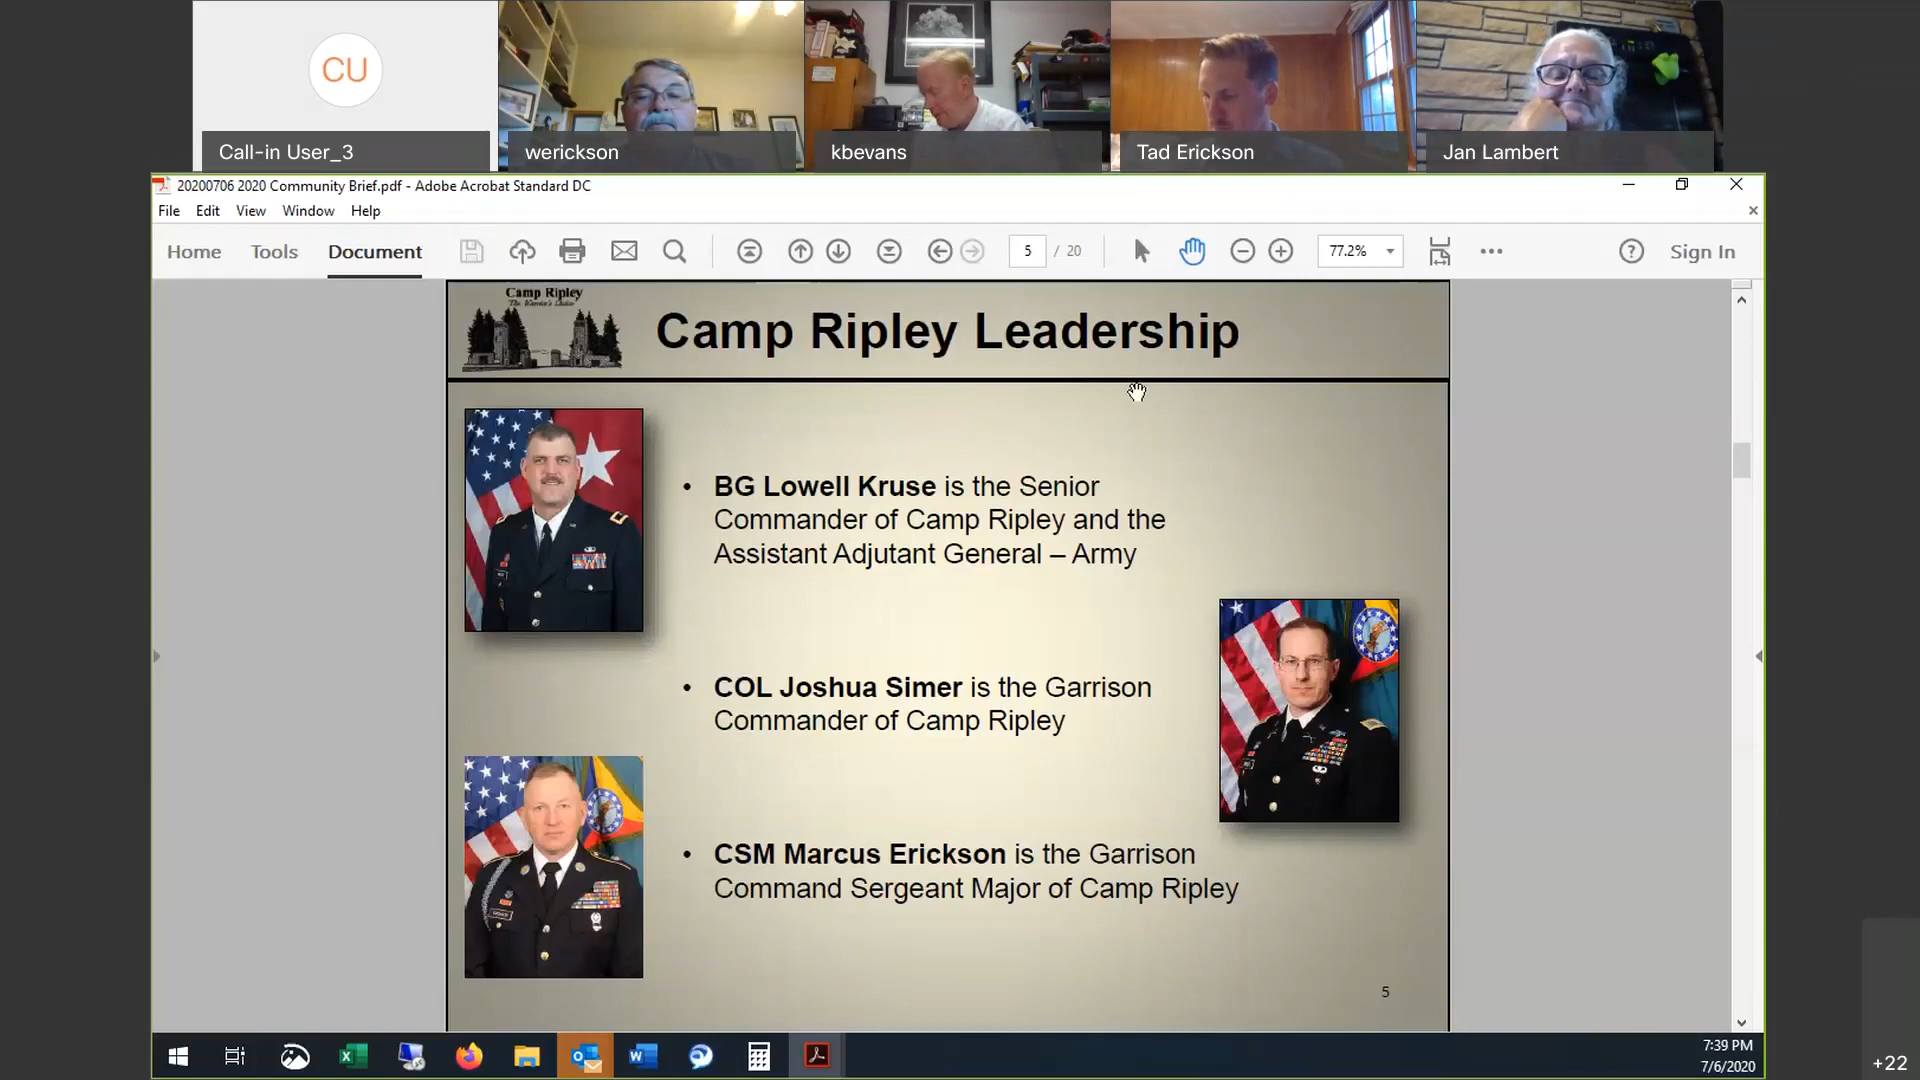 CU
Call-in User_3
werickson
kbevans
Tad Erickson
Jan Lambert
20200706 2020 Community Brief.pdf - Adobe Acrobat Standard DC
File Edit View Window Help
Home Tools Document 5 / 20 77.2% Sign In
Camp Ripley
The Warrior's Choice
Camp Ripley Leadership
• BG Lowell Kruse is the Senior
Commander of Camp Ripley and the
Assistant Adjutant General – Army
• COL Joshua Simer is the Garrison
Commander of Camp Ripley
• CSM Marcus Erickson is the Garrison
Command Sergeant Major of Camp Ripley
5
7:39 PM
7/6/2020
+22